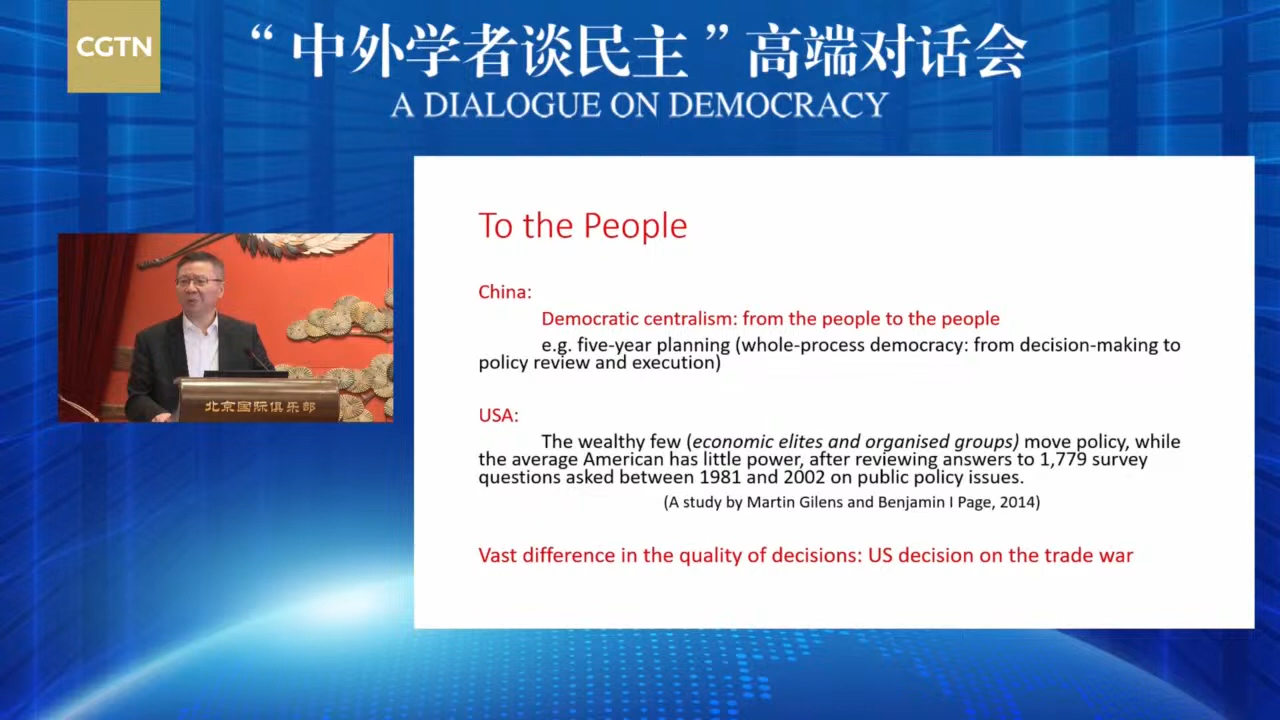 CGTN
“中外学者谈民主”高端对话会
A DIALOGUE ON DEMOCRACY
To the People
China:
Democratic centralism: from the people to the people
e.g. five-year planning (whole-process democracy: from decision-making to
policy review and execution)
USA:
The wealthy few (economic elites and organised groups) move policy, while
the average American has little power, after reviewing answers to 1,779 survey
questions asked between 1981 and 2002 on public policy issues.
(A study by Martin Gilens and Benjamin I Page, 2014)
Vast difference in the quality of decisions: US decision on the trade war
北京国际俱乐部